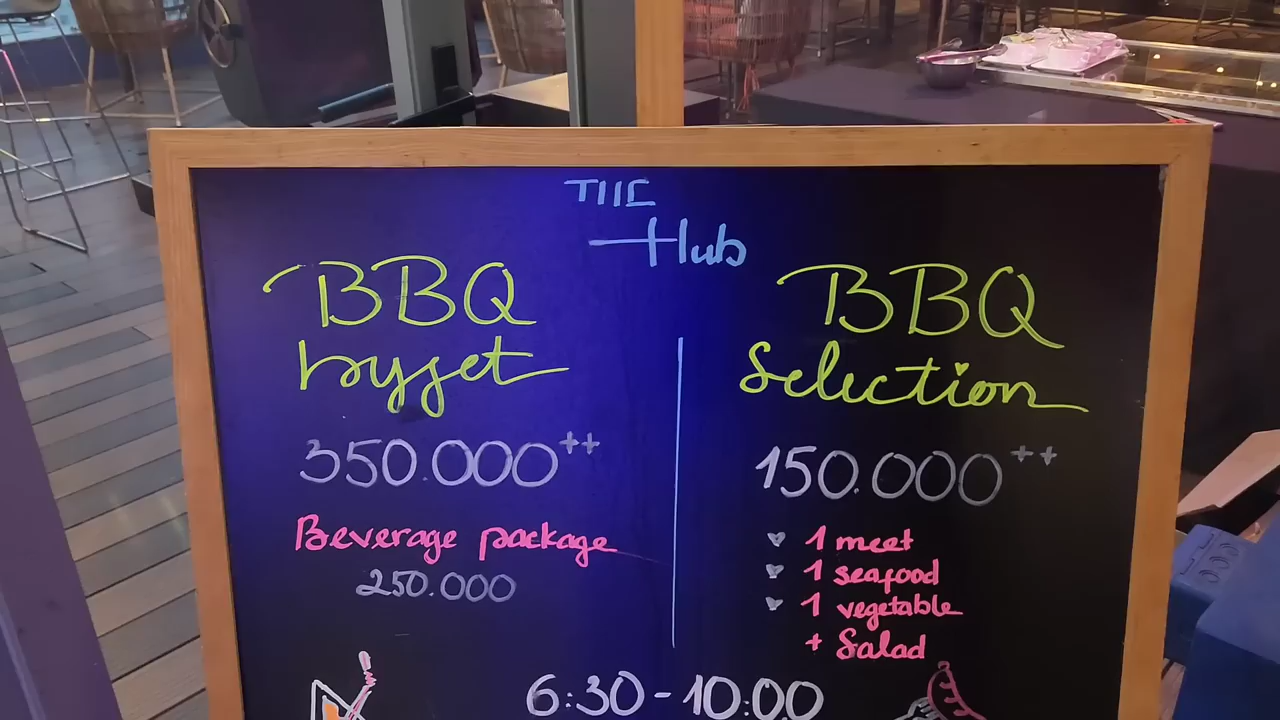 THE
Hub
BBQ
byffet
350.000++
Beverage package
250.000
BBQ
Selection
150.000++
1 meet
1 seafood
1 vegetable
+ Salad
6:30-10:00